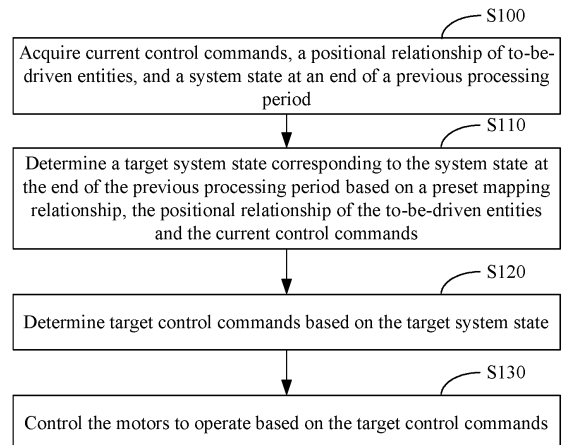 S100
Acquire current control commands, a positional relationship of to-be-
driven entities, and a system state at an end of a previous processing
period
S110
Determine a target system state corresponding to the system state at
the end of the previous processing period based on a preset mapping
relationship, the positional relationship of the to-be-driven entities
and the current control commands
S120
Determine target control commands based on the target system state
S130
Control the motors to operate based on the target control commands